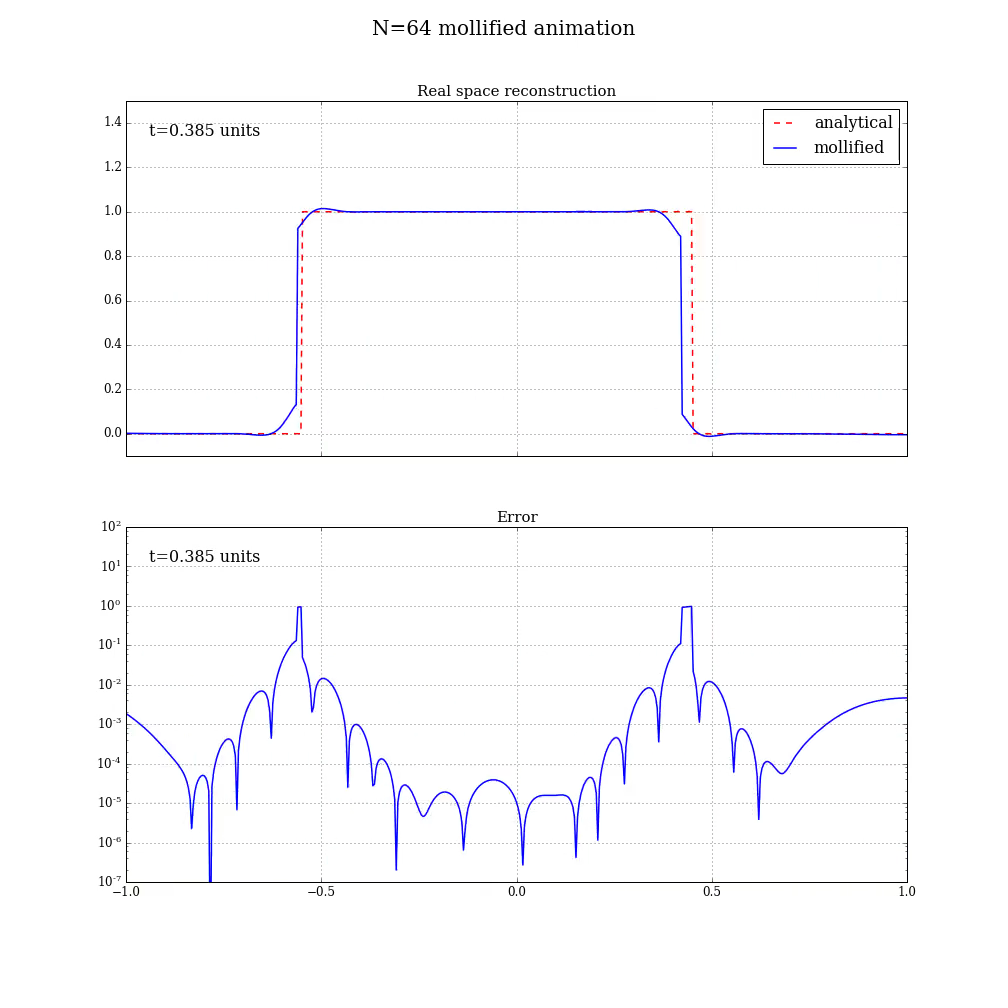 N=64 mollified animation
Real space reconstruction
t=0.385 units
analytical
mollified
1.4
1.2
1.0
0.8
0.6
0.4
0.2
0.0
Error
t=0.385 units
10²
10¹
10⁰
10⁻¹
10⁻²
10⁻³
10⁻⁴
10⁻⁵
10⁻⁶
10⁻⁷
−1.0 −0.5 0.0 0.5 1.0